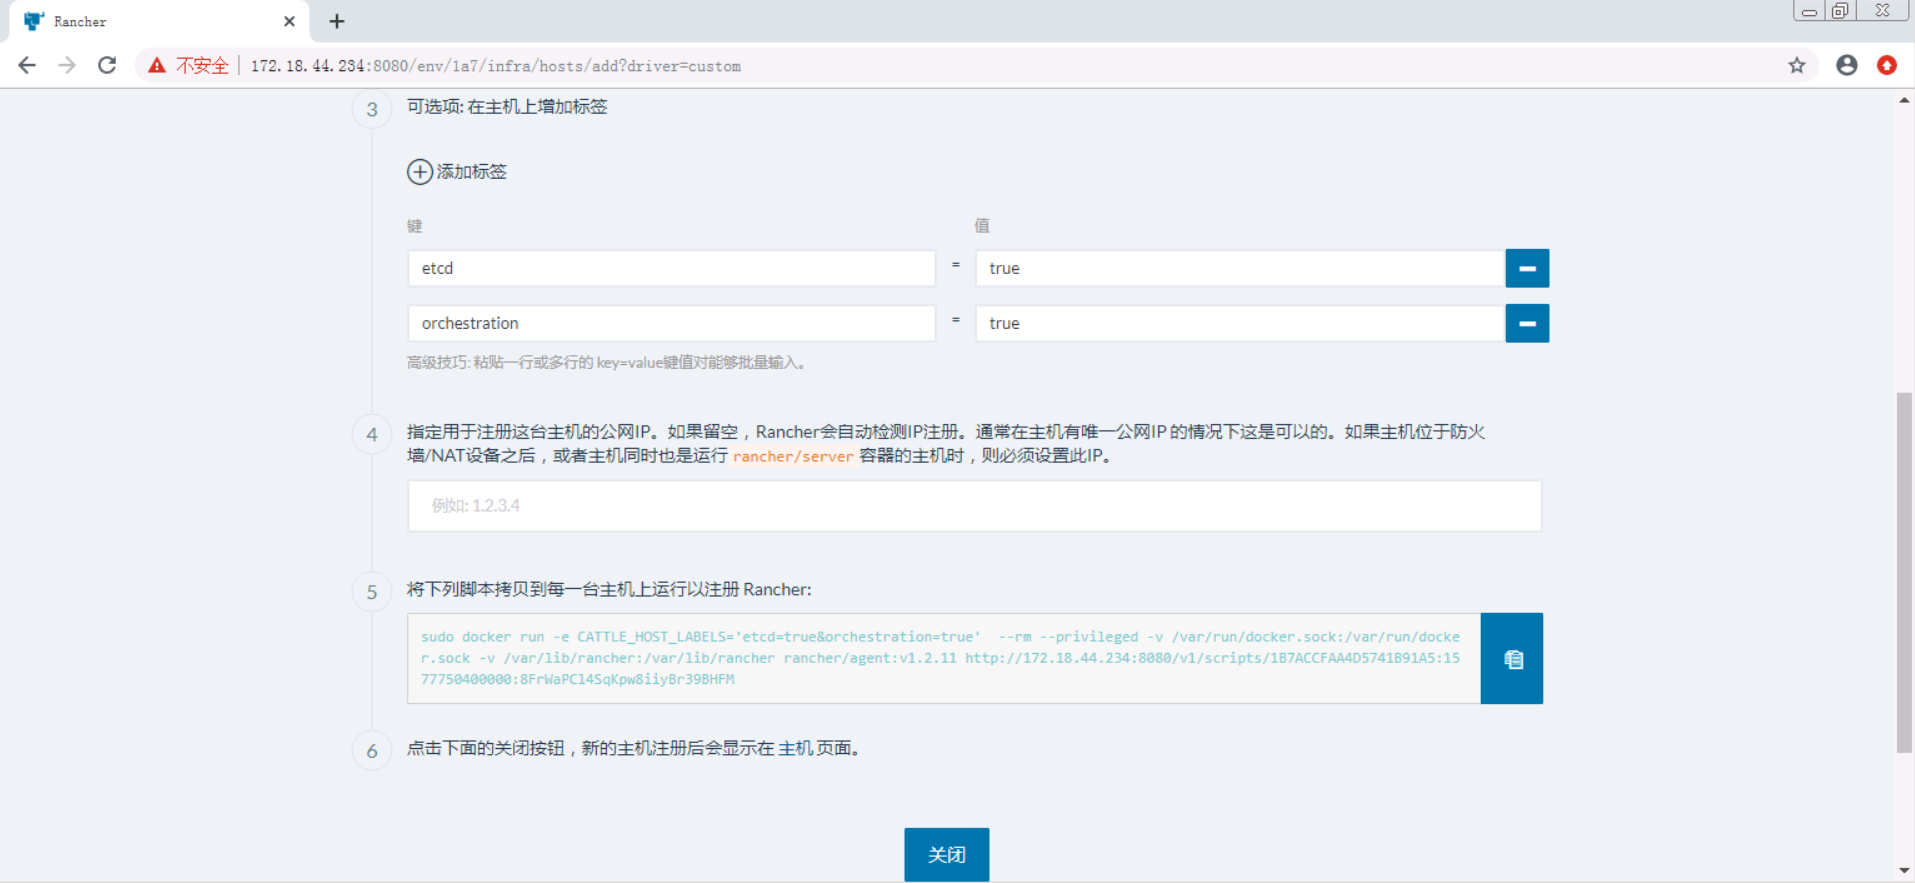 Rancher
不安全 172.18.44.234:8080/env/1a7/infra/hosts/add?driver=custom
3 可选项: 在主机上增加标签
添加标签
键 值
etcd = true
orchestration = true
高级技巧: 粘贴一行或多行的 key=value键值对能够批量输入。
4 指定用于注册这台主机的公网IP。如果留空，Rancher会自动检测IP注册。通常在主机有唯一公网IP 的情况下这是可以的。如果主机位于防火
墙/NAT设备之后，或者主机同时也是运行 rancher/server 容器的主机时，则必须设置此IP。
例如: 1.2.3.4
5 将下列脚本拷贝到每一台主机上运行以注册 Rancher:
sudo docker run -e CATTLE_HOST_LABELS='etcd=true&orchestration=true'  --rm --privileged -v /var/run/docker.sock:/var/run/docke
r.sock -v /var/lib/rancher:/var/lib/rancher rancher/agent:v1.2.11 http://172.18.44.234:8080/v1/scripts/1B7ACCFAA4D5741B91A5:15
77750400000:8FrWaPCl4SqKpw8iiyBr39BHFM
6 点击下面的关闭按钮，新的主机注册后会显示在 主机 页面。
关闭